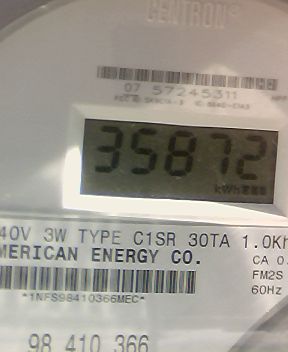 CENTRON®
07 57245311
35872
kWh
40V 3W TYPE C1SR 30TA 1.0Kh
MERICAN ENERGY CO.
CA 0.
FM2S
60Hz
*1NFS98410366MEC*
98 410 366